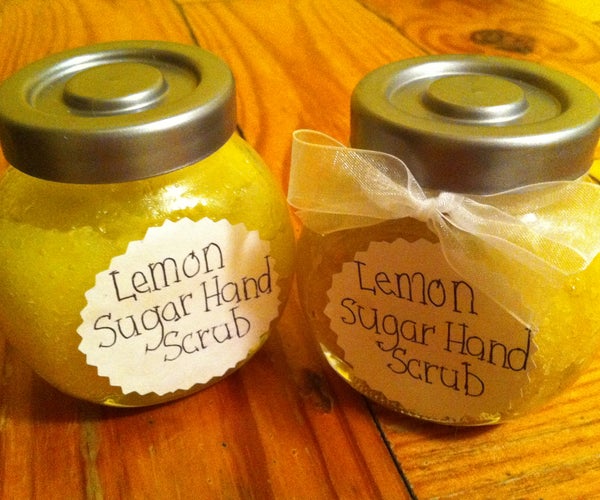 Lemon
Sugar Hand
Scrub
Lemon
Sugar Hand
Scrub